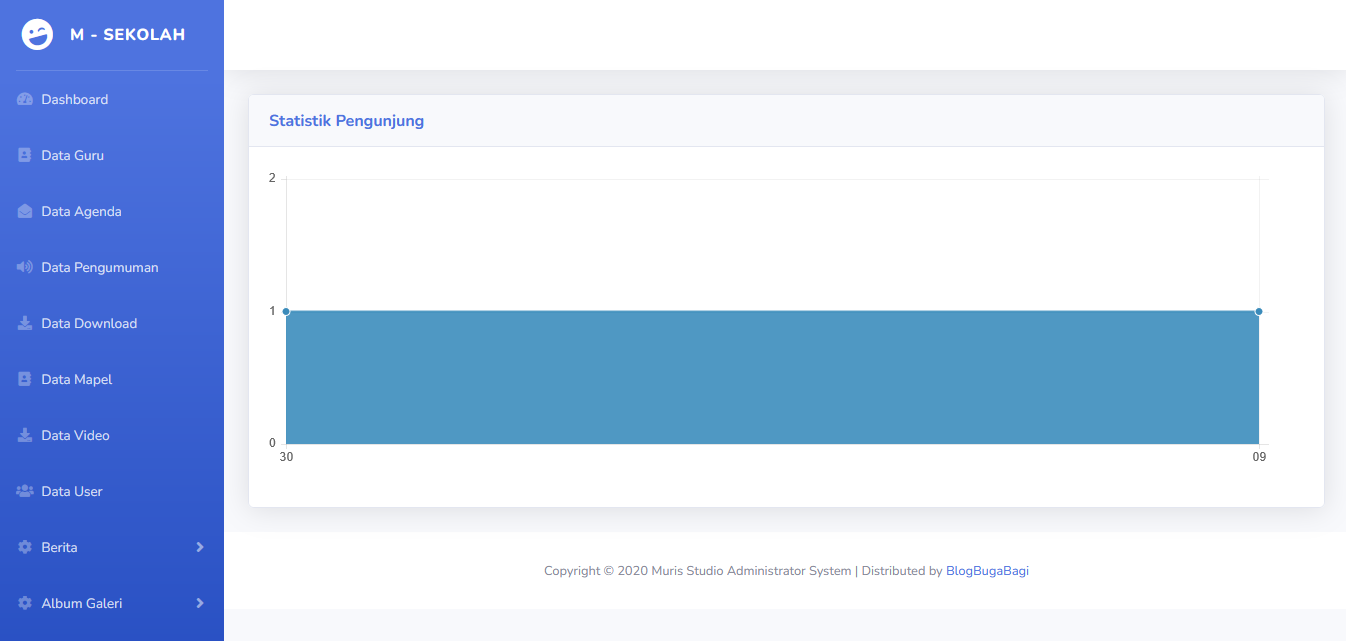 M - SEKOLAH
Dashboard
Data Guru
Data Agenda
Data Pengumuman
Data Download
Data Mapel
Data Video
Data User
Berita
Album Galeri
Statistik Pengunjung
2
1
0
30
09
Copyright © 2020 Muris Studio Administrator System | Distributed by BlogBugaBagi